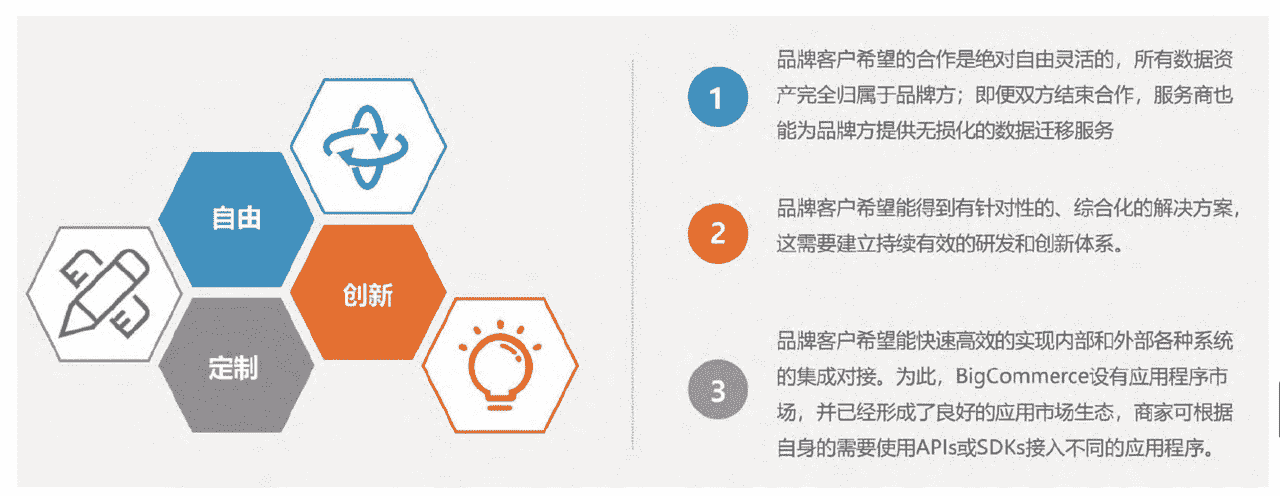 自由
创新
定制
1
品牌客户希望的合作是绝对自由灵活的，所有数据资
产完全归属于品牌方；即便双方结束合作，服务商也
能为品牌方提供无损化的数据迁移服务
2
品牌客户希望能得到有针对性的、综合化的解决方案，
这需要建立持续有效的研发和创新体系。
3
品牌客户希望能快速高效的实现内部和外部各种系统
的集成对接。为此，BigCommerce设有应用程序市
场，并已经形成了良好的应用市场生态，商家可根据
自身的需要使用APIs或SDKs接入不同的应用程序。